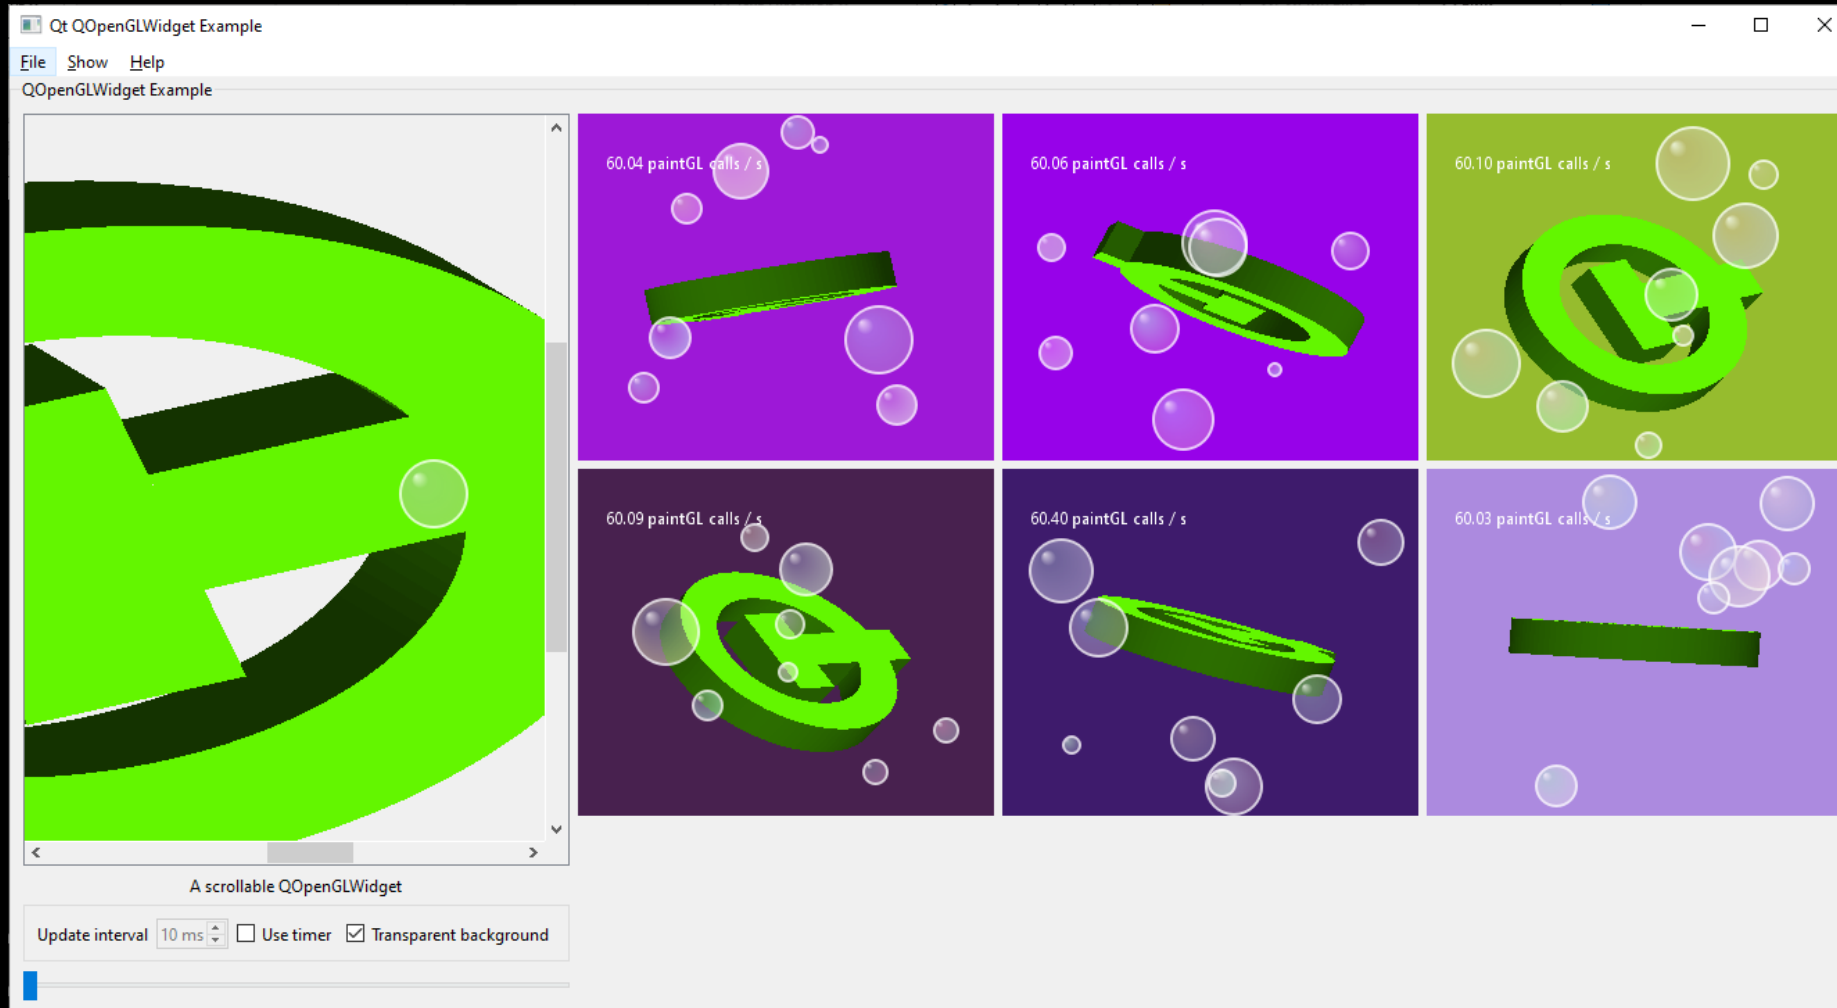 Qt QOpenGLWidget Example
File Show Help
QOpenGLWidget Example
60.04 paintGL calls / s
60.06 paintGL calls / s
60.10 paintGL calls / s
60.09 paintGL calls / s
60.40 paintGL calls / s
60.03 paintGL calls / s
A scrollable QOpenGLWidget
Update interval 10 ms Use timer Transparent background